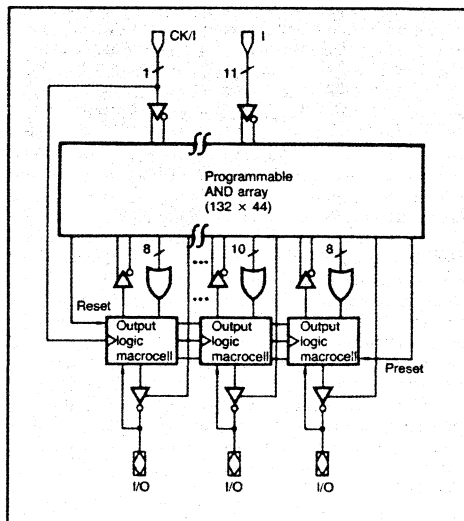 CK/I I
1 11
Programmable
AND array
(132 × 44)
8 10 8
Reset
Output Output Output
logic logic logic
macrocell macrocell macrocell
Preset
I/O I/O I/O